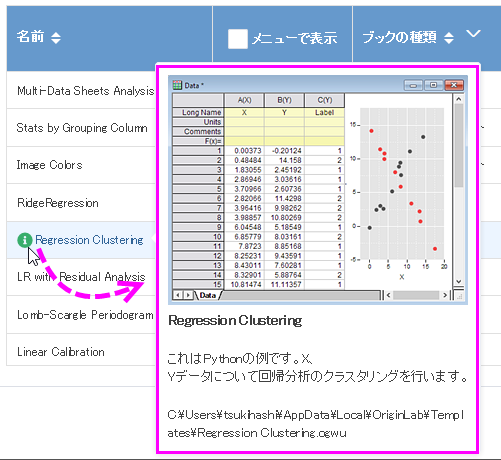 名前 メニューで表示 ブックの種類
Multi-Data Sheets Analysis
Stats by Grouping Column
Image Colors
RidgeRegression
i Regression Clustering
LR with Residual Analysis
Lomb-Scargle Periodogram
Linear Calibration
Data *
A(X) B(Y) C(Y)
Long Name X Y Label
Units
Comments
F(x)=
1 0.00373 -0.20124 1
2 0.48484 14.158 2
3 1.83055 2.45192 1
4 2.86946 3.03616 1
5 3.70966 2.60736 1
6 2.82066 11.4298 2
7 3.96416 9.98262 2
8 3.98857 10.80269 2
9 6.04548 5.18549 1
10 6.85779 8.03161 2
11 7.8723 8.85168 1
12 8.25231 9.43591 1
13 8.43011 7.60281 1
14 8.32901 5.88764 2
15 10.81474 11.11357 1
Data
15
10
5
0
-5
0 5 10 15 20
X
Regression Clustering
これはPythonの例です。X、
Yデータについて回帰分析のクラスタリングを行います。
C:¥Users¥tsukihashi¥AppData¥Local¥OriginLab¥Templ
ates¥Regression Clustering.ogwu